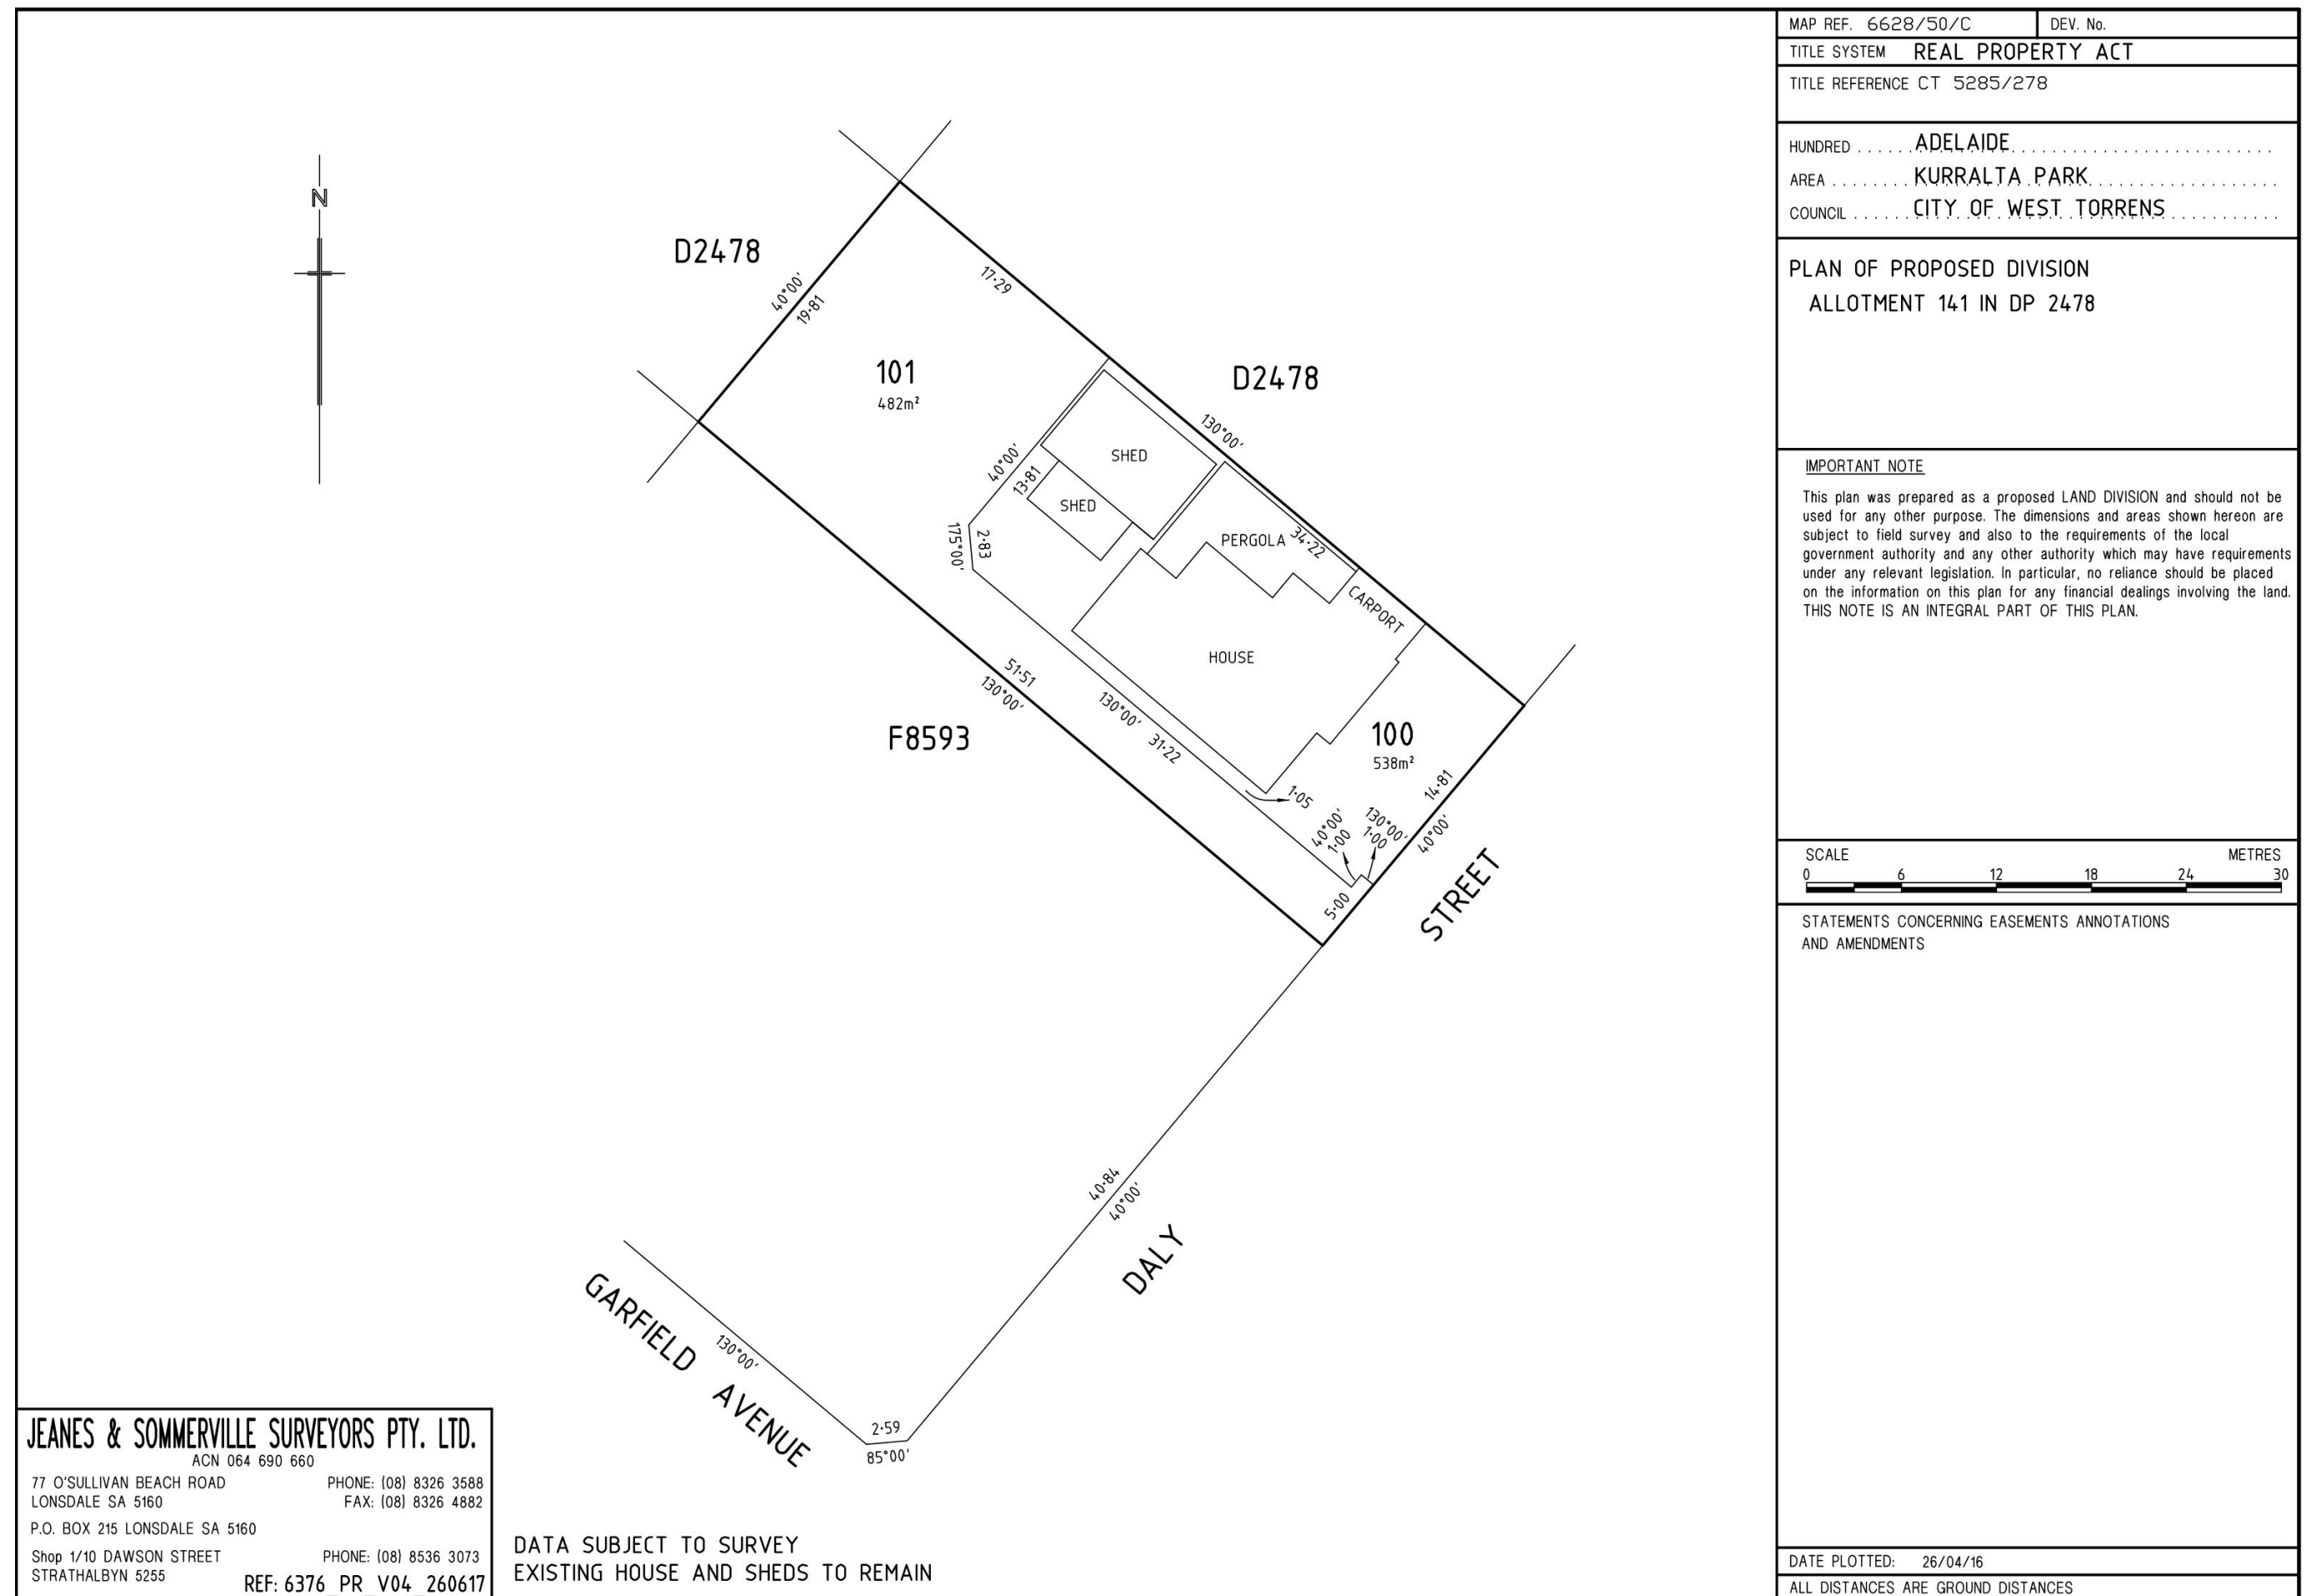 MAP REF. 6628/50/C
DEV. No.
TITLE SYSTEM REAL PROPERTY ACT
TITLE REFERENCE CT 5285/278
HUNDRED ADELAIDE
AREA KURRALTA PARK
COUNCIL CITY OF WEST TORRENS
PLAN OF PROPOSED DIVISION
ALLOTMENT 141 IN DP 2478
IMPORTANT NOTE
This plan was prepared as a proposed LAND DIVISION and should not be
used for any other purpose. The dimensions and areas shown hereon are
subject to field survey and also to the requirements of the local
government authority and any other authority which may have requirements
under any relevant legislation. In particular, no reliance should be placed
on the information on this plan for any financial dealings involving the land.
THIS NOTE IS AN INTEGRAL PART OF THIS PLAN.
SCALE METRES
0 6 12 18 24 30
STATEMENTS CONCERNING EASEMENTS ANNOTATIONS
AND AMENDMENTS
DATE PLOTTED: 26/04/16
ALL DISTANCES ARE GROUND DISTANCES
N
D2478
40°00'
19·81
17·29
101
482m²
D2478
130°00'
34·22
SHED
SHED
40°00'
13·81
175°00'
2·83
PERGOLA
CARPORT
HOUSE
51·51
130°00'
F8593
130°00'
31·22
100
538m²
14·81
40°00'
1·05
40°00'
1·00
130°00'
1·00
5·00
STREET
40·84
40°00'
DALY
GARFIELD AVENUE
130°00'
2·59
85°00'
JEANES & SOMMERVILLE SURVEYORS PTY. LTD.
ACN 064 690 660
77 O'SULLIVAN BEACH ROAD PHONE: (08) 8326 3588
LONSDALE SA 5160 FAX: (08) 8326 4882
P.O. BOX 215 LONSDALE SA 5160
Shop 1/10 DAWSON STREET PHONE: (08) 8536 3073
STRATHALBYN 5255
REF: 6376_PR_V04_260617
DATA SUBJECT TO SURVEY
EXISTING HOUSE AND SHEDS TO REMAIN